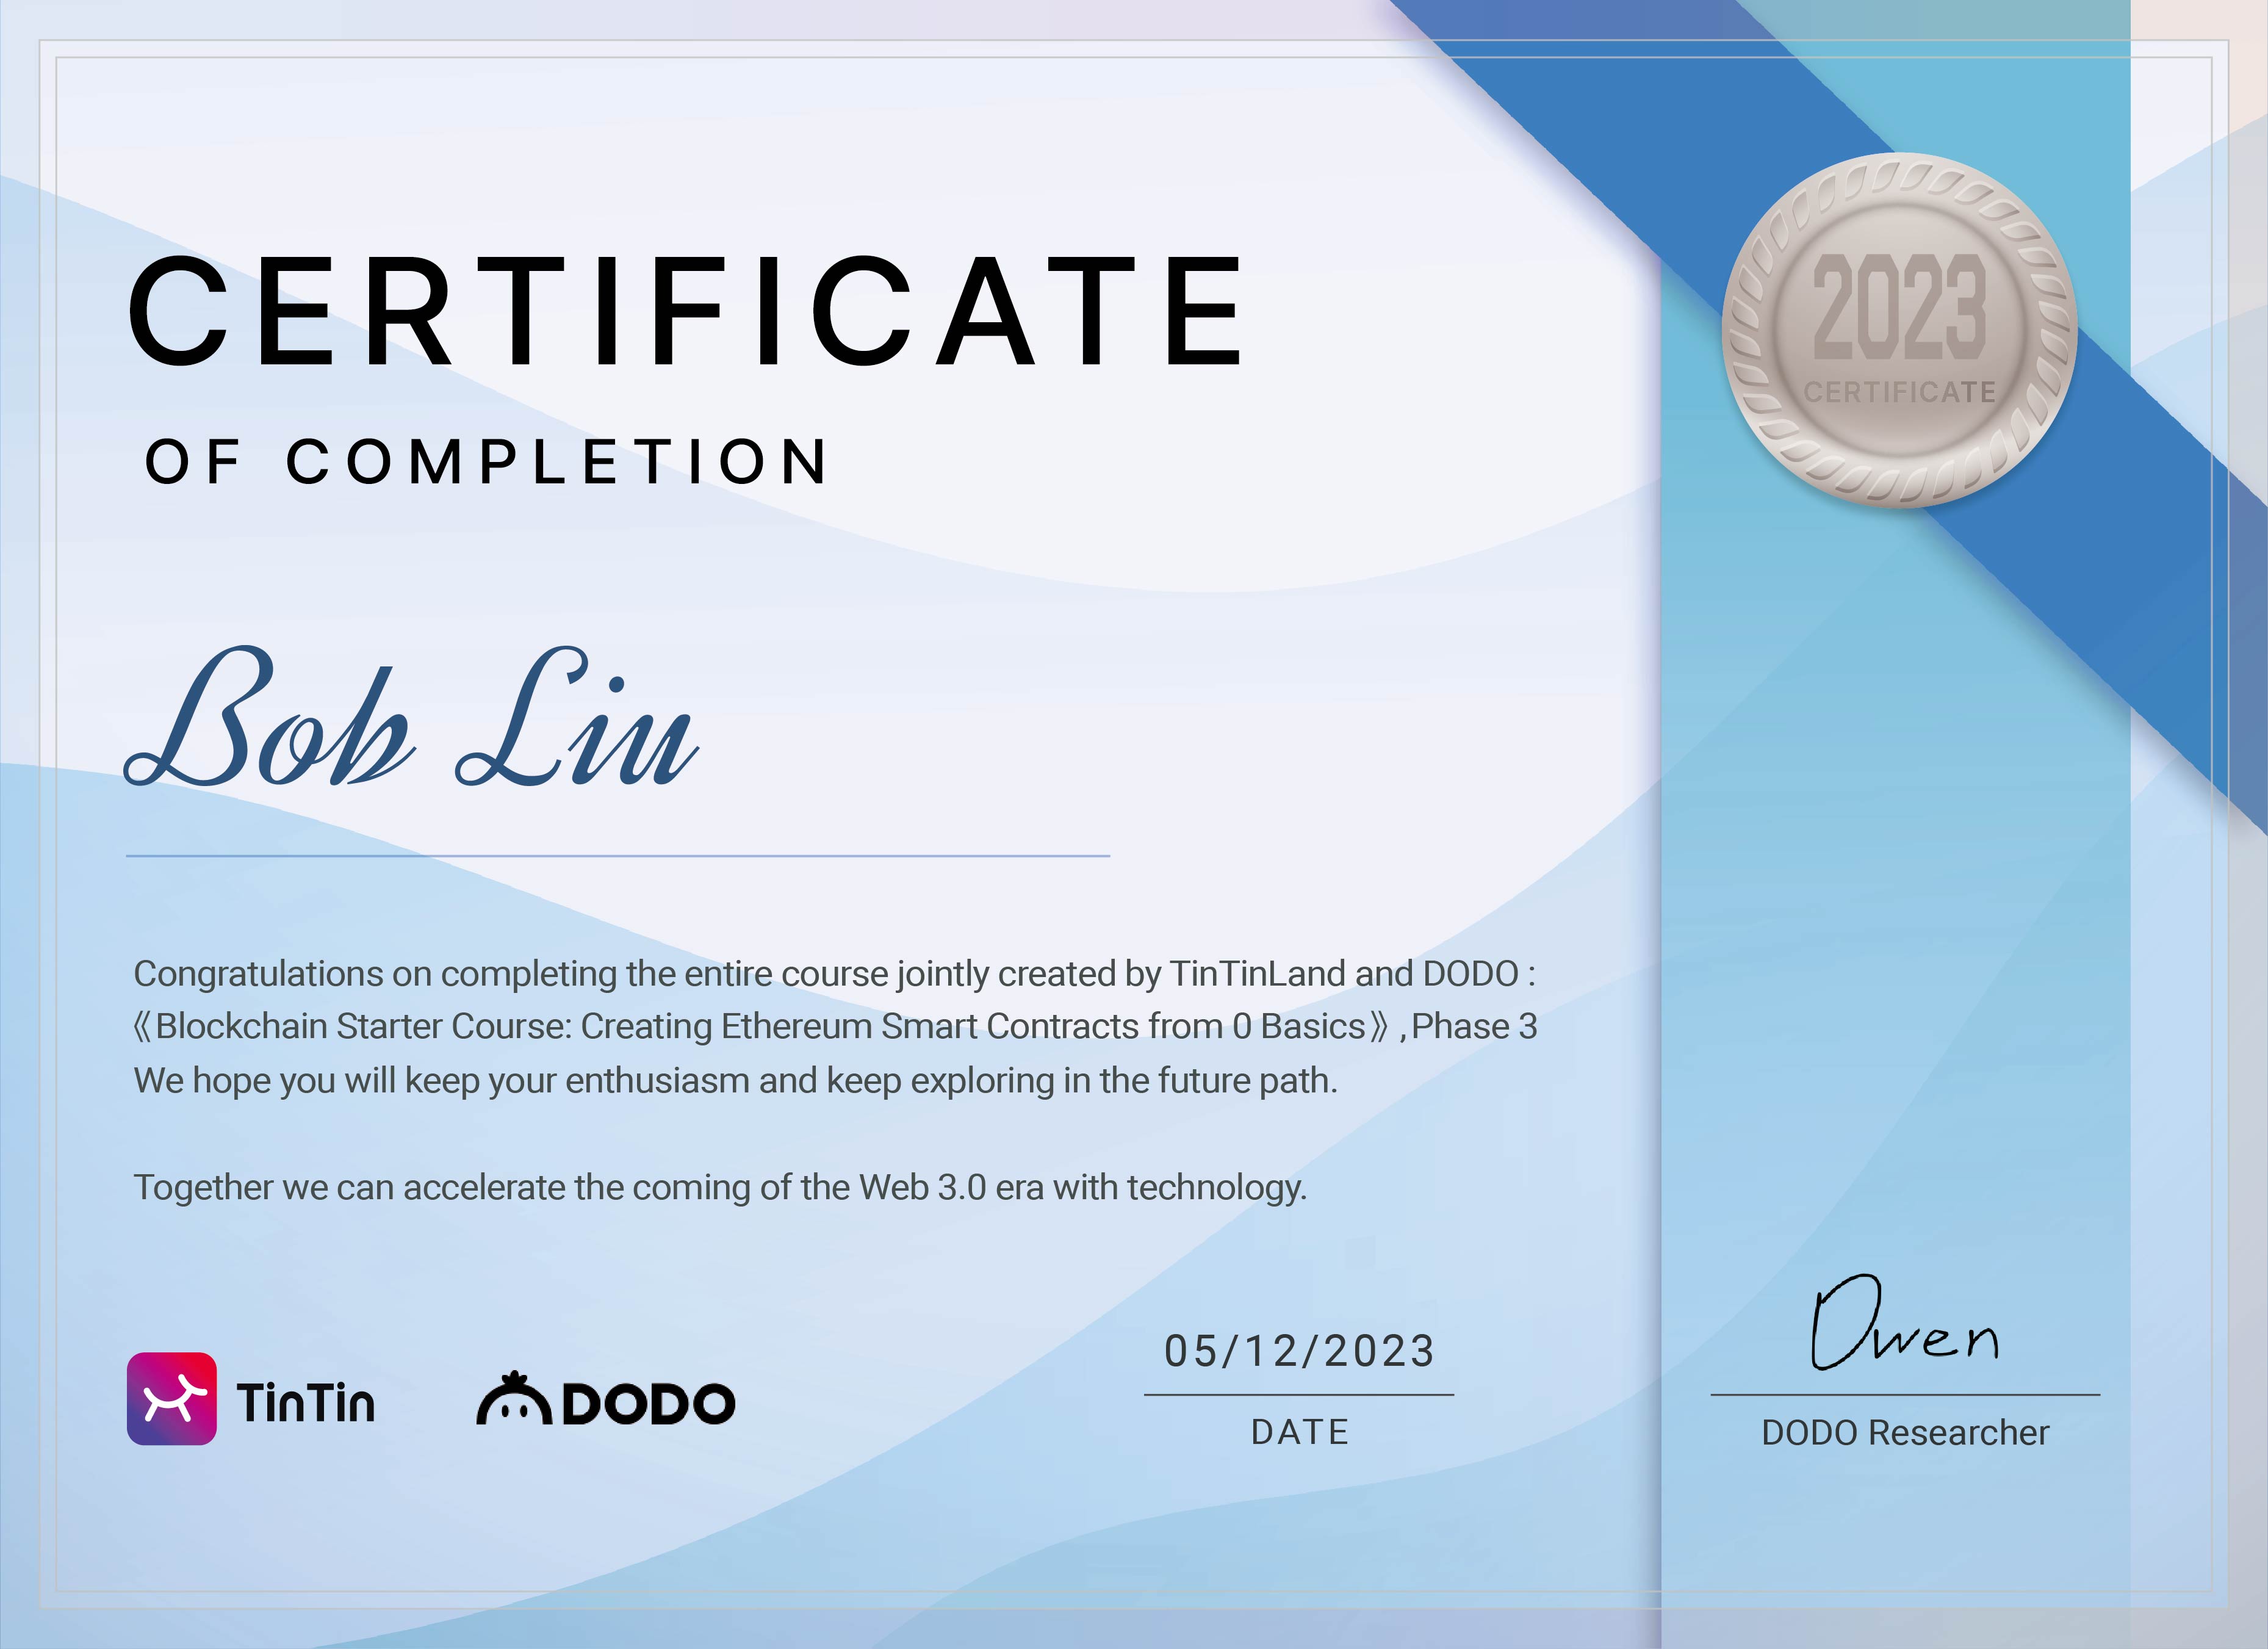 CERTIFICATE
OF COMPLETION
2023
CERTIFICATE
Bob Liu
Congratulations on completing the entire course jointly created by TinTinLand and DODO :
《Blockchain Starter Course: Creating Ethereum Smart Contracts from 0 Basics》 ,Phase 3
We hope you will keep your enthusiasm and keep exploring in the future path.
Together we can accelerate the coming of the Web 3.0 era with technology.
TinTin
DODO
05/12/2023
DATE
Owen
DODO Researcher